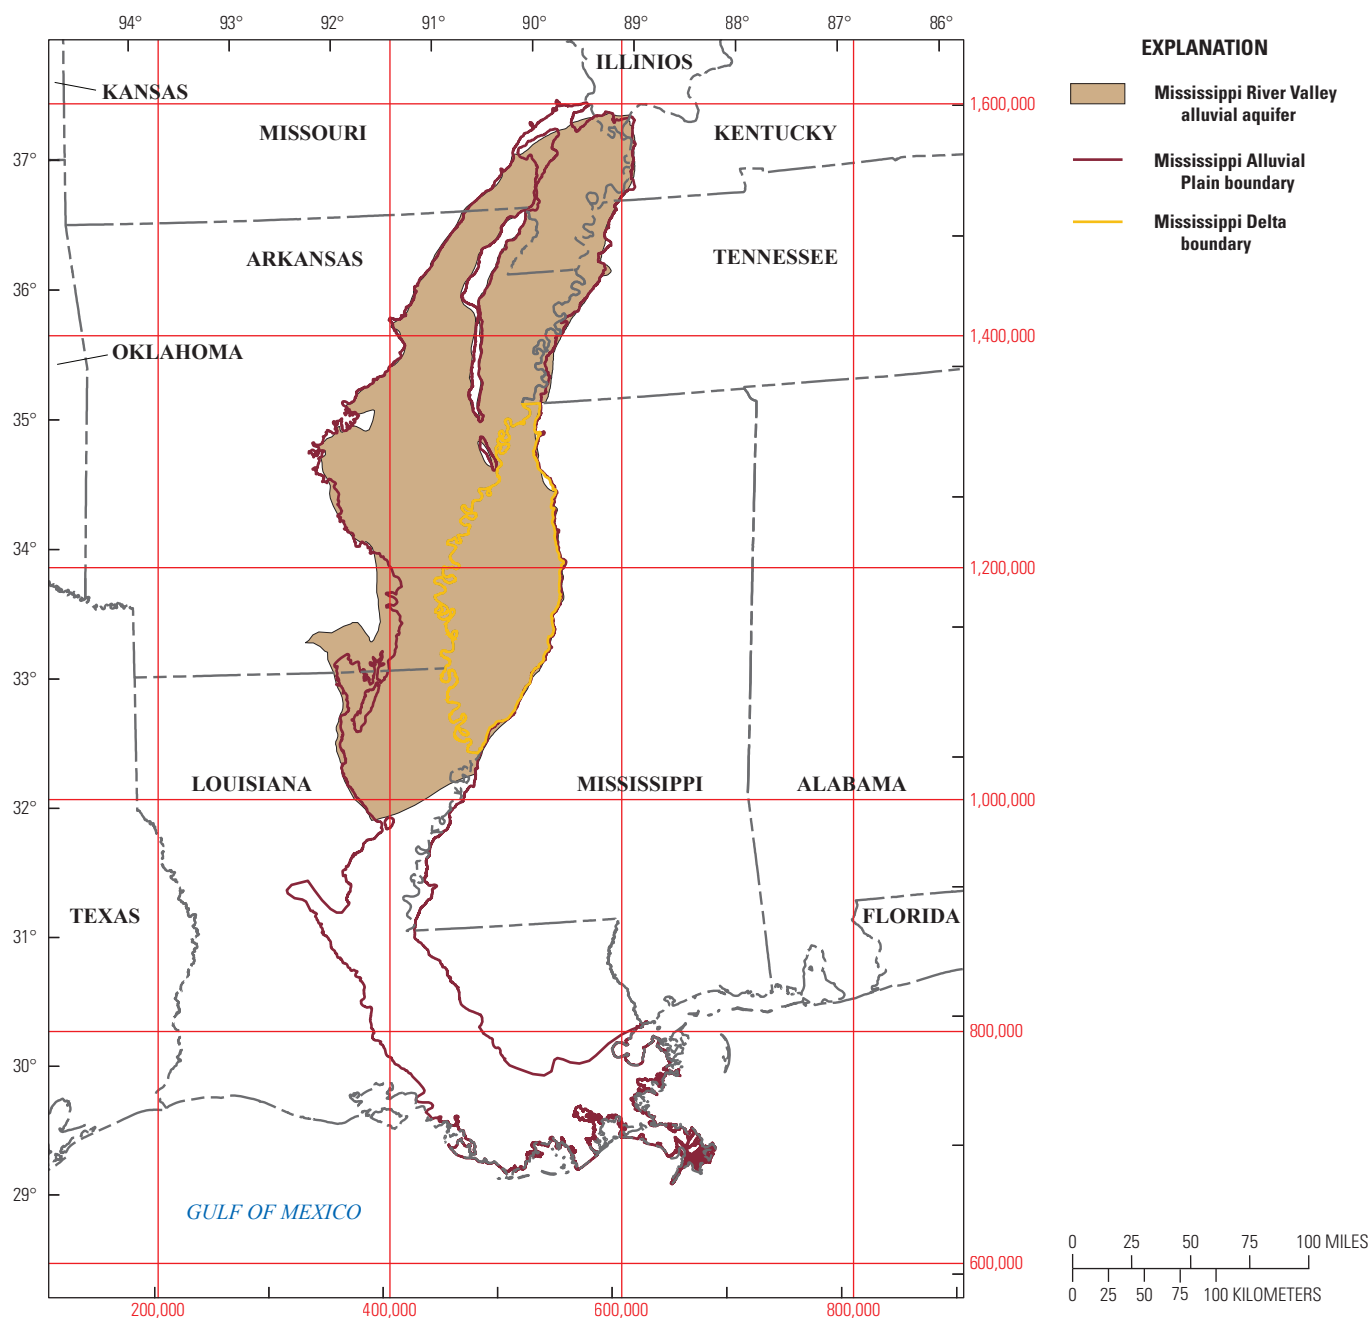 94° 93° 92° 91° 90° 89° 88° 87° 86°
ILLINIOS
KANSAS
MISSOURI
KENTUCKY
1,600,000
37°
ARKANSAS
TENNESSEE
36°
OKLAHOMA
1,400,000
35°
34°
1,200,000
33°
LOUISIANA
MISSISSIPPI
ALABAMA
1,000,000
32°
TEXAS
FLORIDA
31°
800,000
30°
29°
GULF OF MEXICO
600,000
200,000 400,000 600,000 800,000
EXPLANATION
Mississippi River Valley
alluvial aquifer
Mississippi Alluvial
Plain boundary
Mississippi Delta
boundary
0 25 50 75 100 MILES
0 25 50 75 100 KILOMETERS